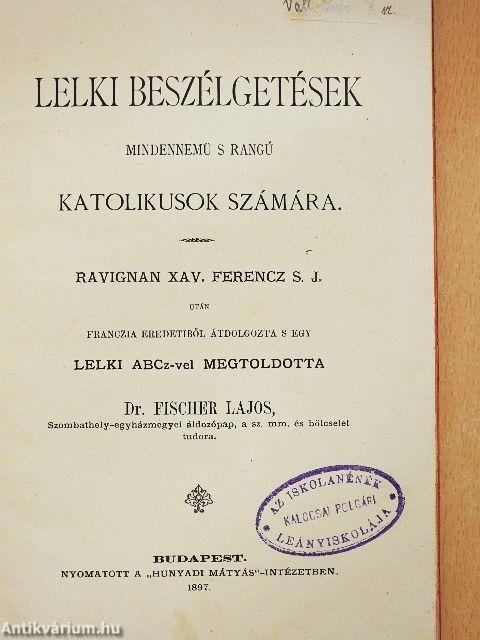 LELKI BESZÉLGETÉSEK
MINDENNEMŰ S RANGÚ
KATOLIKUSOK SZÁMÁRA.
RAVIGNAN XAV. FERENCZ S. J.
UTÁN
FRANCZIA EREDETIBŐL ÁTDOLGOZTA S EGY
LELKI ABCz-vel MEGTOLDOTTA
Dr. FISCHER LAJOS,
Szombathely-egyházmegyei áldozópap, a sz. mm. és bölcselet
tudora.
AZ ISKOLANÉNÉK
KALOCSAI POLGÁRI
LEÁNYISKOLÁJA
BUDAPEST.
NYOMATOTT A „HUNYADI MÁTYÁS"-INTÉZETBEN.
1897.
Antikvárium.hu